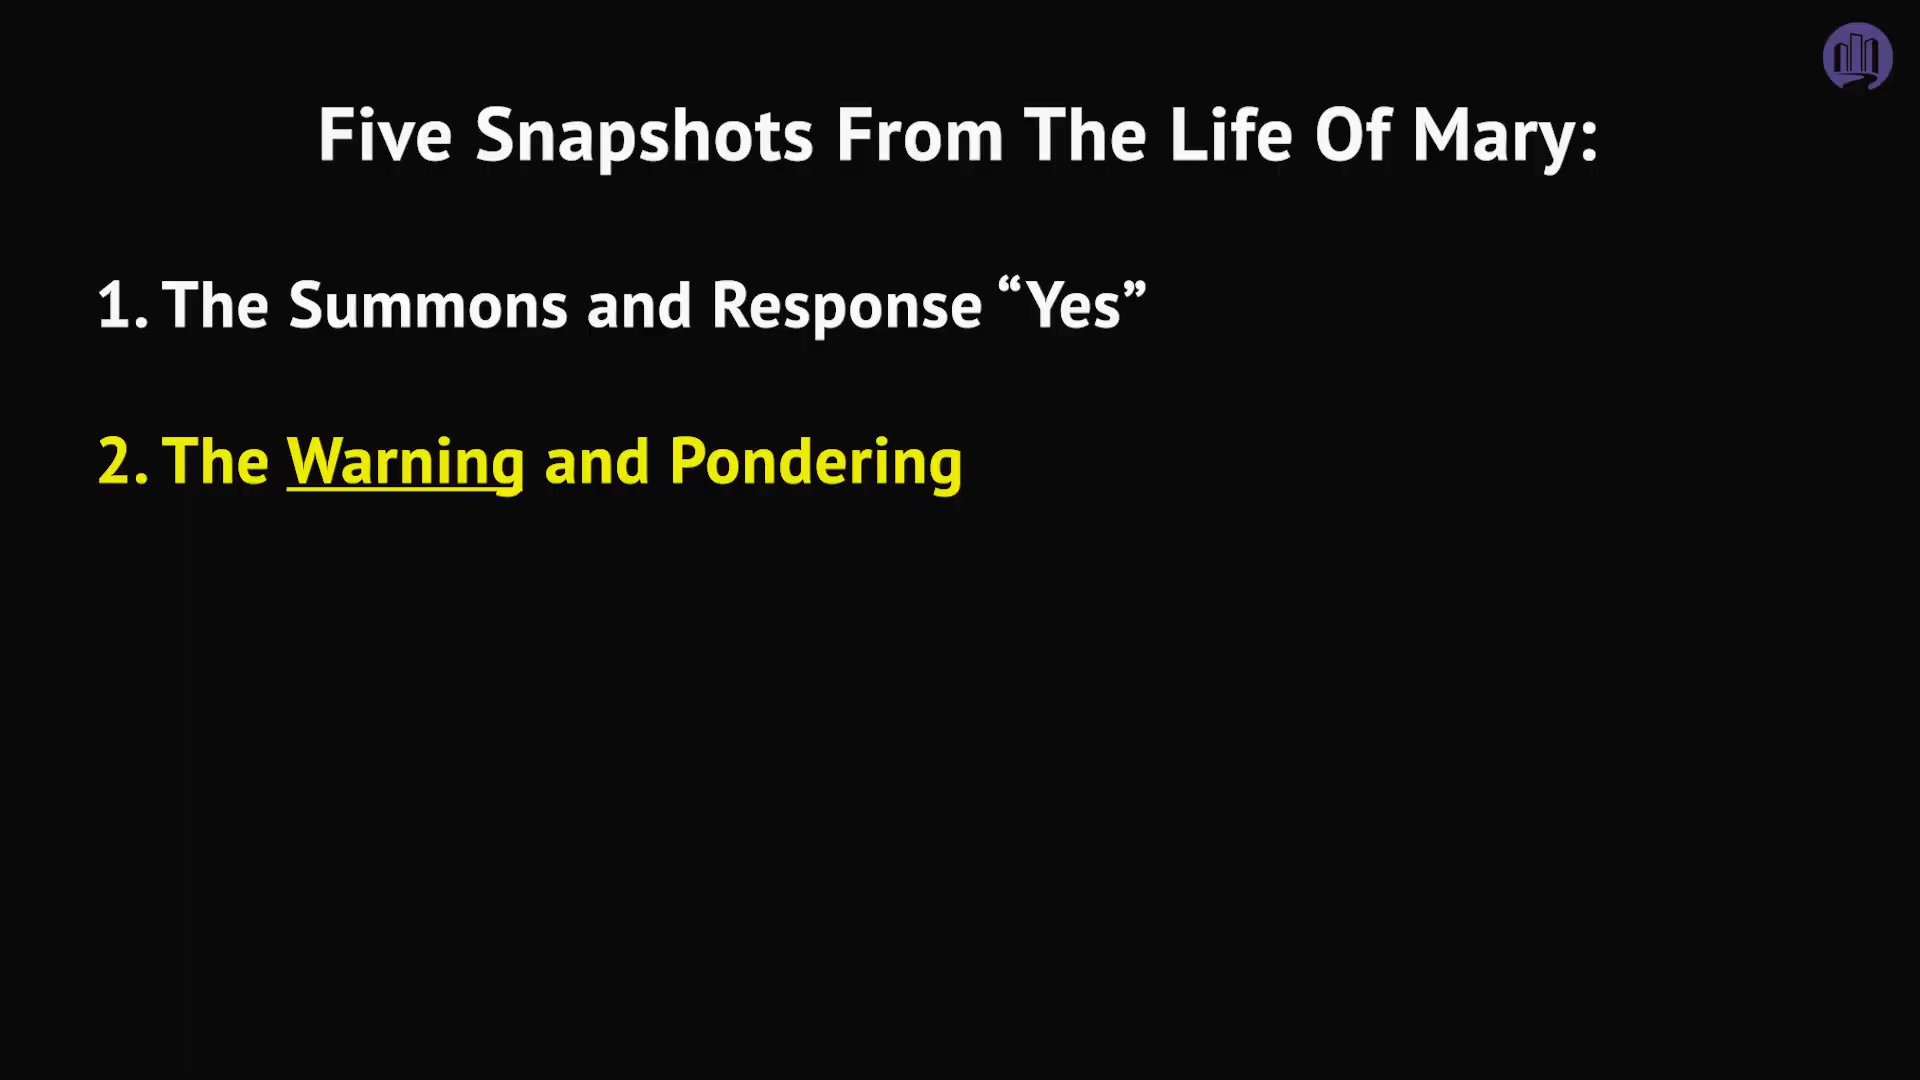 Five Snapshots From The Life Of Mary:
1. The Summons and Response “Yes”
2. The Warning and Pondering